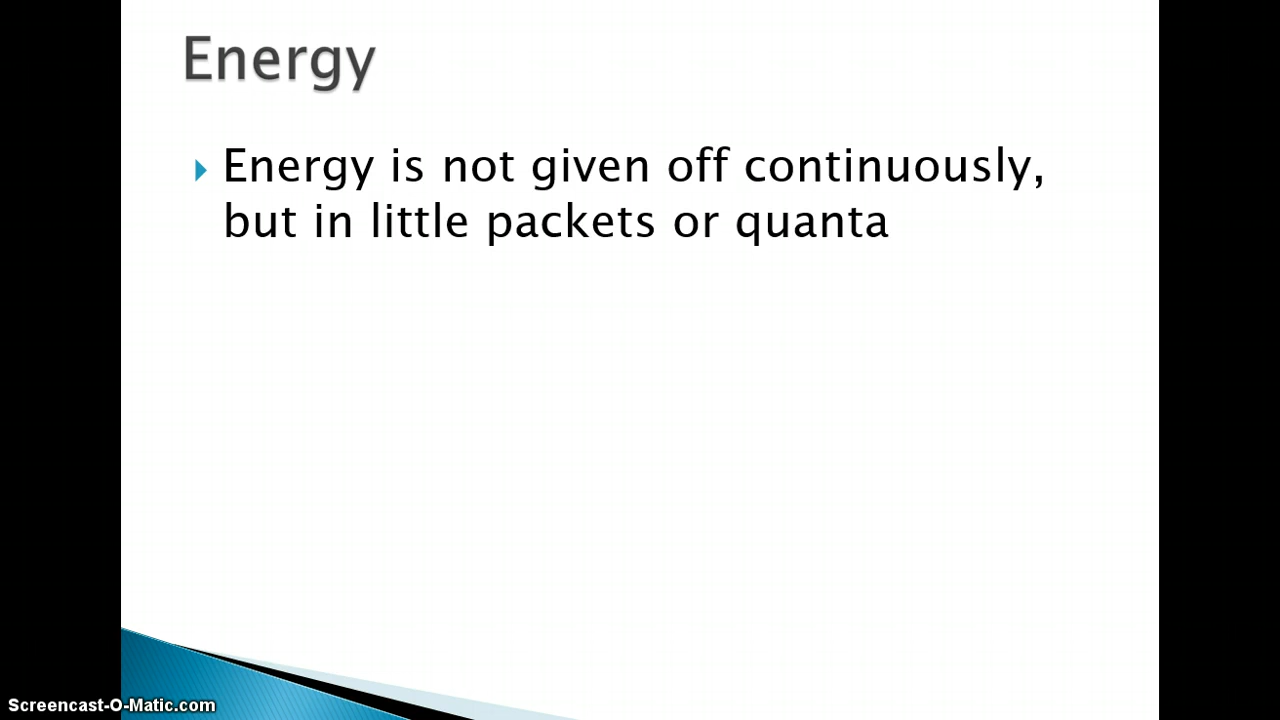 Energy
Energy is not given off continuously,
but in little packets or quanta
Screencast-O-Matic.com